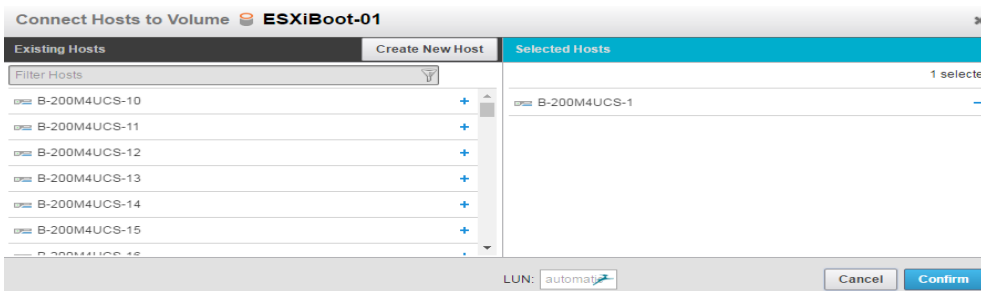 Connect Hosts to Volume ESXiBoot-01
Existing Hosts Create New Host Selected Hosts
Filter Hosts
1 selecte
B-200M4UCS-10
B-200M4UCS-1
B-200M4UCS-11
B-200M4UCS-12
B-200M4UCS-13
B-200M4UCS-14
B-200M4UCS-15
LUN: automatic Cancel Confirm